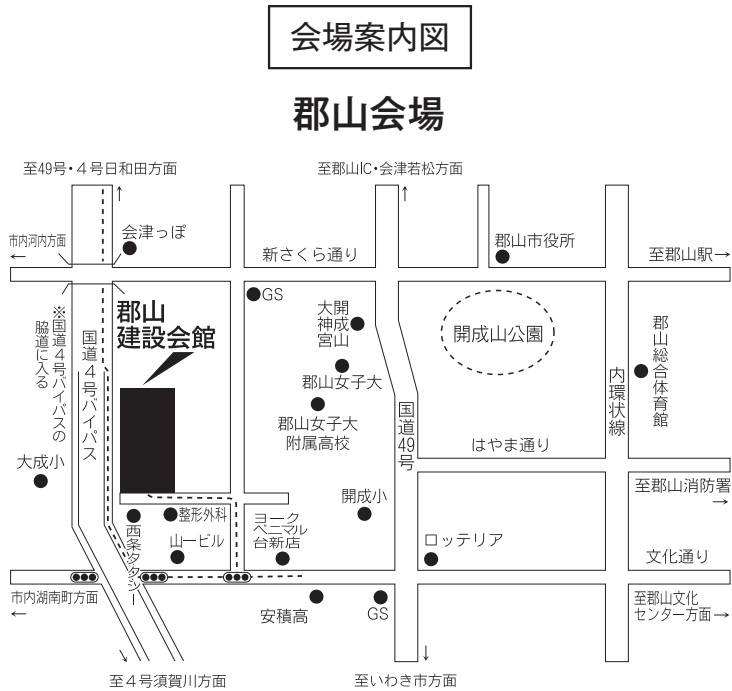 会場案内図
郡山会場
至49号・4号日和田方面
至郡山IC・会津若松方面
市内河内方面
←
会津っぽ
新さくら通り
郡山市役所
至郡山駅→
GS
郡山
建設会館
大開
神成
宮山
開成山公園
郡山総合体育館
※国道4号バイパスの
脇道に入る
国道4号バイパス
郡山女子大
郡山女子大
附属高校
国道49号
内環状線
はやま通り
大成小
至郡山消防署
→
西条タクシー
整形外科
山一ビル
ヨーク
ベニマル
台新店
開成小
ロッテリア
文化通り
市内湖南町方面
←
安積高
GS
至郡山文化
センター方面→
至4号須賀川方面
至いわき市方面